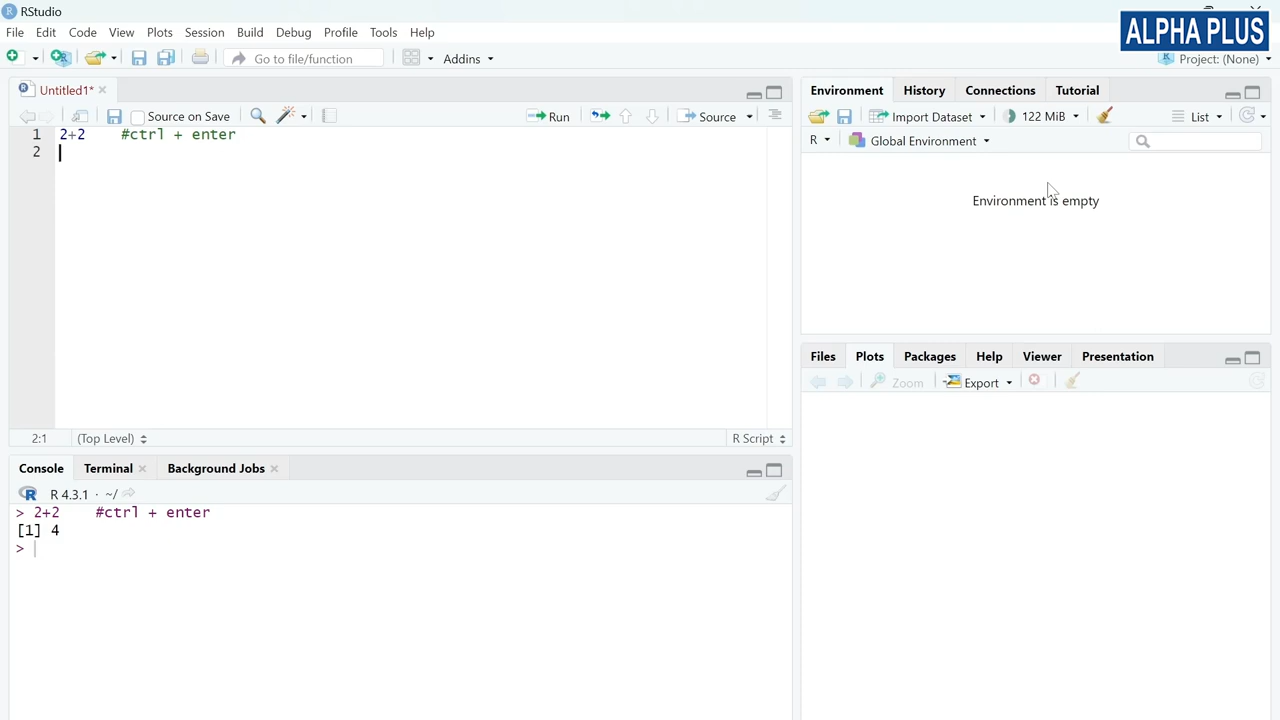 RStudio
ALPHA PLUS
File Edit Code View Plots Session Build Debug Profile Tools Help
Go to file/function Addins Project: (None)
Untitled1*
Source on Save Run Source
1 2+2 #ctrl + enter
2
2:1 (Top Level) R Script
Console Terminal Background Jobs
R 4.3.1 · ~/
> 2+2 #ctrl + enter
[1] 4
>
Environment History Connections Tutorial
Import Dataset 122 MiB List
R Global Environment
Environment is empty
Files Plots Packages Help Viewer Presentation
Zoom Export